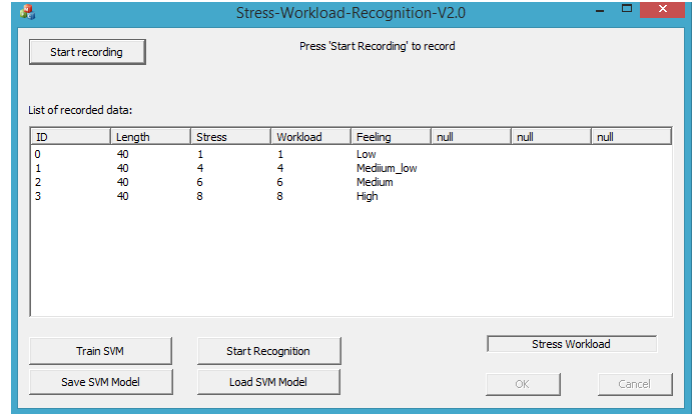 Stress-Workload-Recognition-V2.0
Start recording
Press 'Start Recording' to record
List of recorded data:
ID Length Stress Workload Feeling null null null
0 40 1 1 Low
1 40 4 4 Mediium_low
2 40 6 6 Medium
3 40 8 8 High
Train SVM Start Recognition Stress Workload
Save SVM Model Load SVM Model OK Cancel